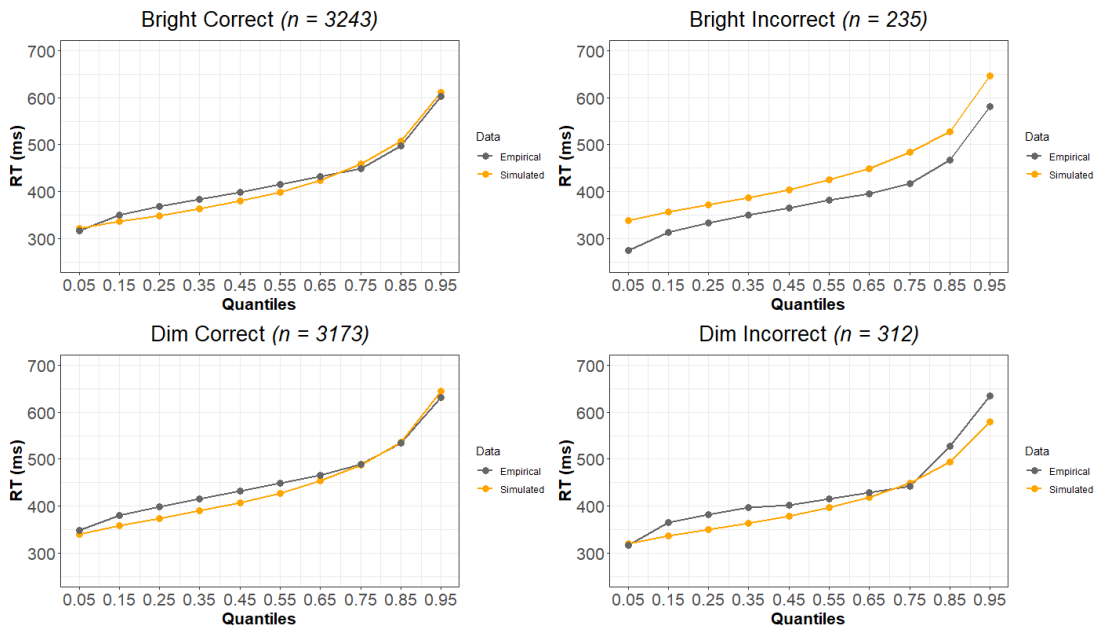 Bright Correct (n = 3243)
700
600
500
400
300
RT (ms)
0.05 0.15 0.25 0.35 0.45 0.55 0.65 0.75 0.85 0.95
Quantiles
Data
Empirical
Simulated
Bright Incorrect (n = 235)
700
600
500
400
300
RT (ms)
0.05 0.15 0.25 0.35 0.45 0.55 0.65 0.75 0.85 0.95
Quantiles
Data
Empirical
Simulated
Dim Correct (n = 3173)
700
600
500
400
300
RT (ms)
0.05 0.15 0.25 0.35 0.45 0.55 0.65 0.75 0.85 0.95
Quantiles
Data
Empirical
Simulated
Dim Incorrect (n = 312)
700
600
500
400
300
RT (ms)
0.05 0.15 0.25 0.35 0.45 0.55 0.65 0.75 0.85 0.95
Quantiles
Data
Empirical
Simulated